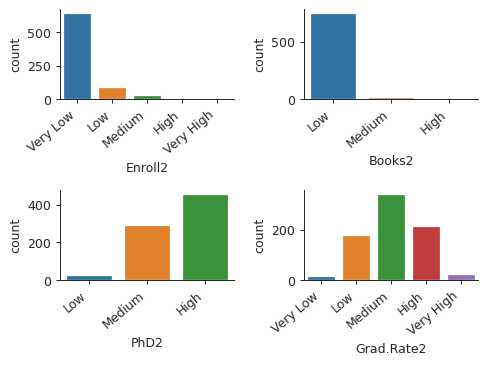 count
500
250
0
Very Low
Low
Medium
High
Very High
Enroll2
count
500
0
Low
Medium
High
Books2
count
400
200
0
Low
Medium
High
PhD2
count
200
0
Very Low
Low
Medium
High
Very High
Grad.Rate2